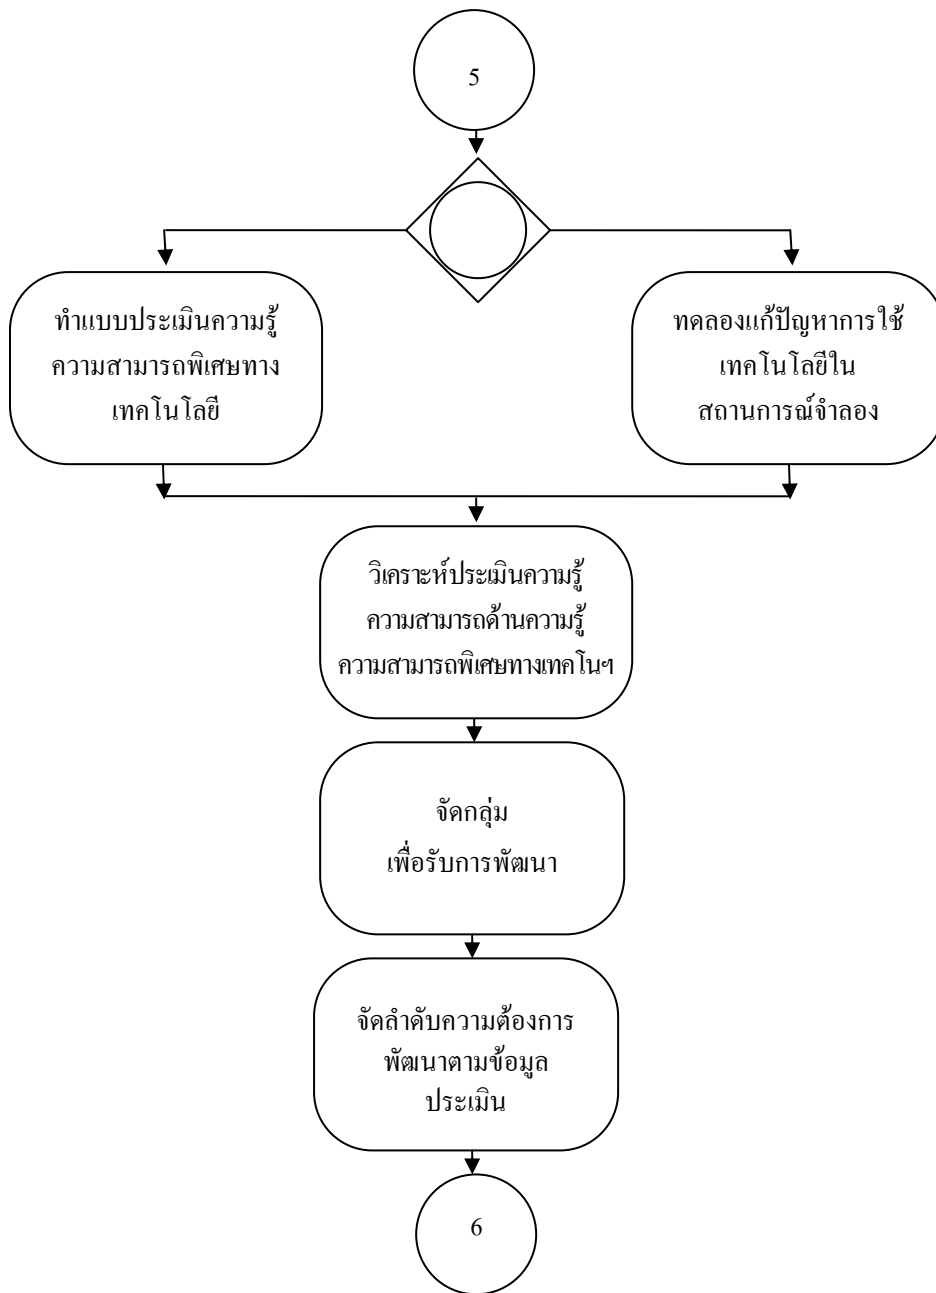 5
ทำแบบประเมินความรู้
ความสามารถพิเศษทาง
เทคโนโลยี
ทดลองแก้ปัญหาการใช้
เทคโนโลยีใน
สถานการณ์จำลอง
วิเคราะห์ประเมินความรู้
ความสามารถด้านความรู้
ความสามารถพิเศษทางเทคโนฯ
จัดกลุ่ม
เพื่อรับการพัฒนา
จัดลำดับความต้องการ
พัฒนาตามข้อมูล
ประเมิน
6